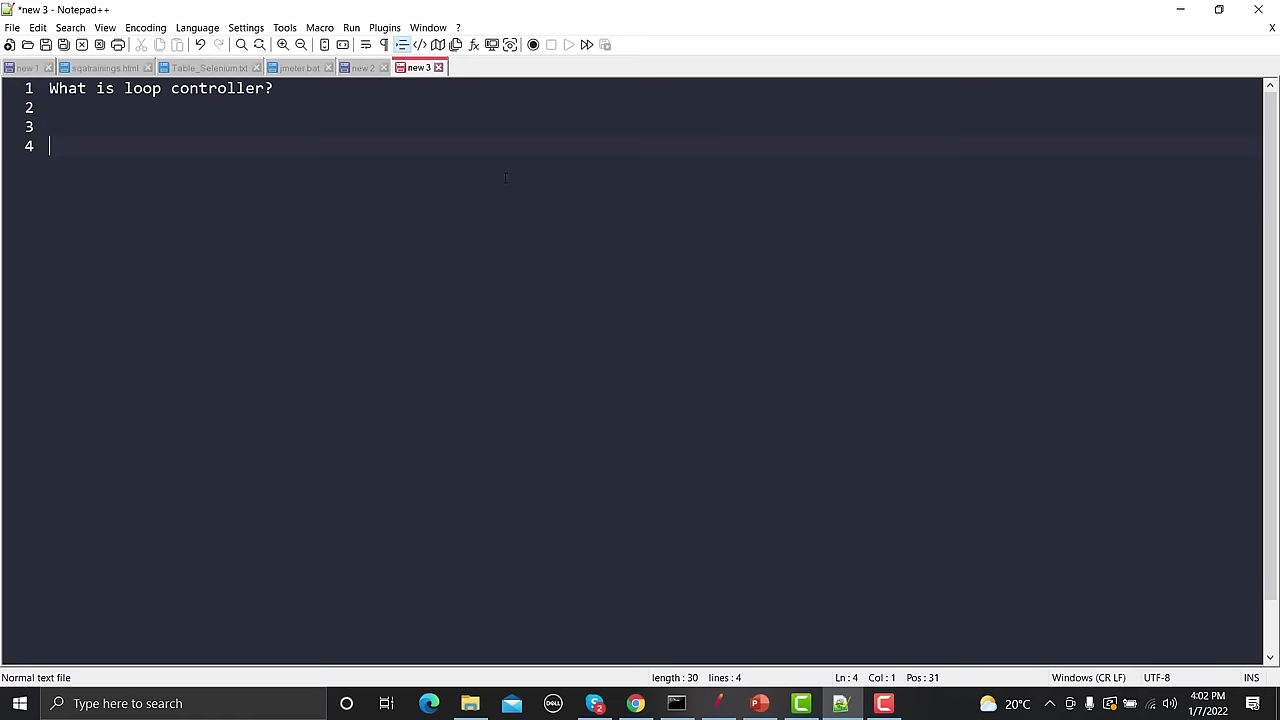 *new 3 - Notepad++
File Edit Search View Encoding Language Settings Tools Macro Run Plugins Window ? X
new 1 sqatrainings.html Table_Selenium.txt jmeter.bat new 2 new 3
1 What is loop controller?
2
3
4
Normal text file length : 30 lines : 4 Ln : 4 Col : 1 Pos : 31 Windows (CR LF) UTF-8 INS
Type here to search DELL 2 20°C 4:02 PM
1/7/2022